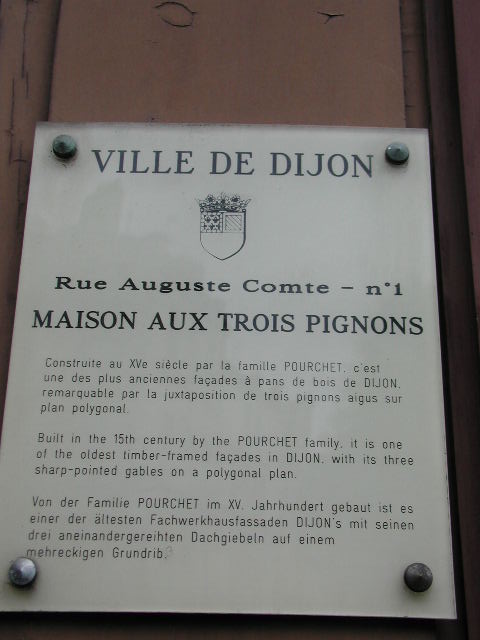 VILLE DE DIJON
Rue Auguste Comte – n°1
MAISON AUX TROIS PIGNONS
Construite au XVe siècle par la famille POURCHET, c'est
une des plus anciennes façades à pans de bois de DIJON,
remarquable par la juxtaposition de trois pignons aigus sur
plan polygonal.
Built in the 15th century by the POURCHET family, it is one
of the oldest timber-framed façades in DIJON, with its three
sharp-pointed gables on a polygonal plan.
Von der Familie POURCHET im XV. Jahrhundert gebaut ist es
einer der ältesten Fachwerkhausfassaden DIJON's mit seinen
drei aneinandergereihten Dachgiebeln auf einem
mehreckigen Grundrib.